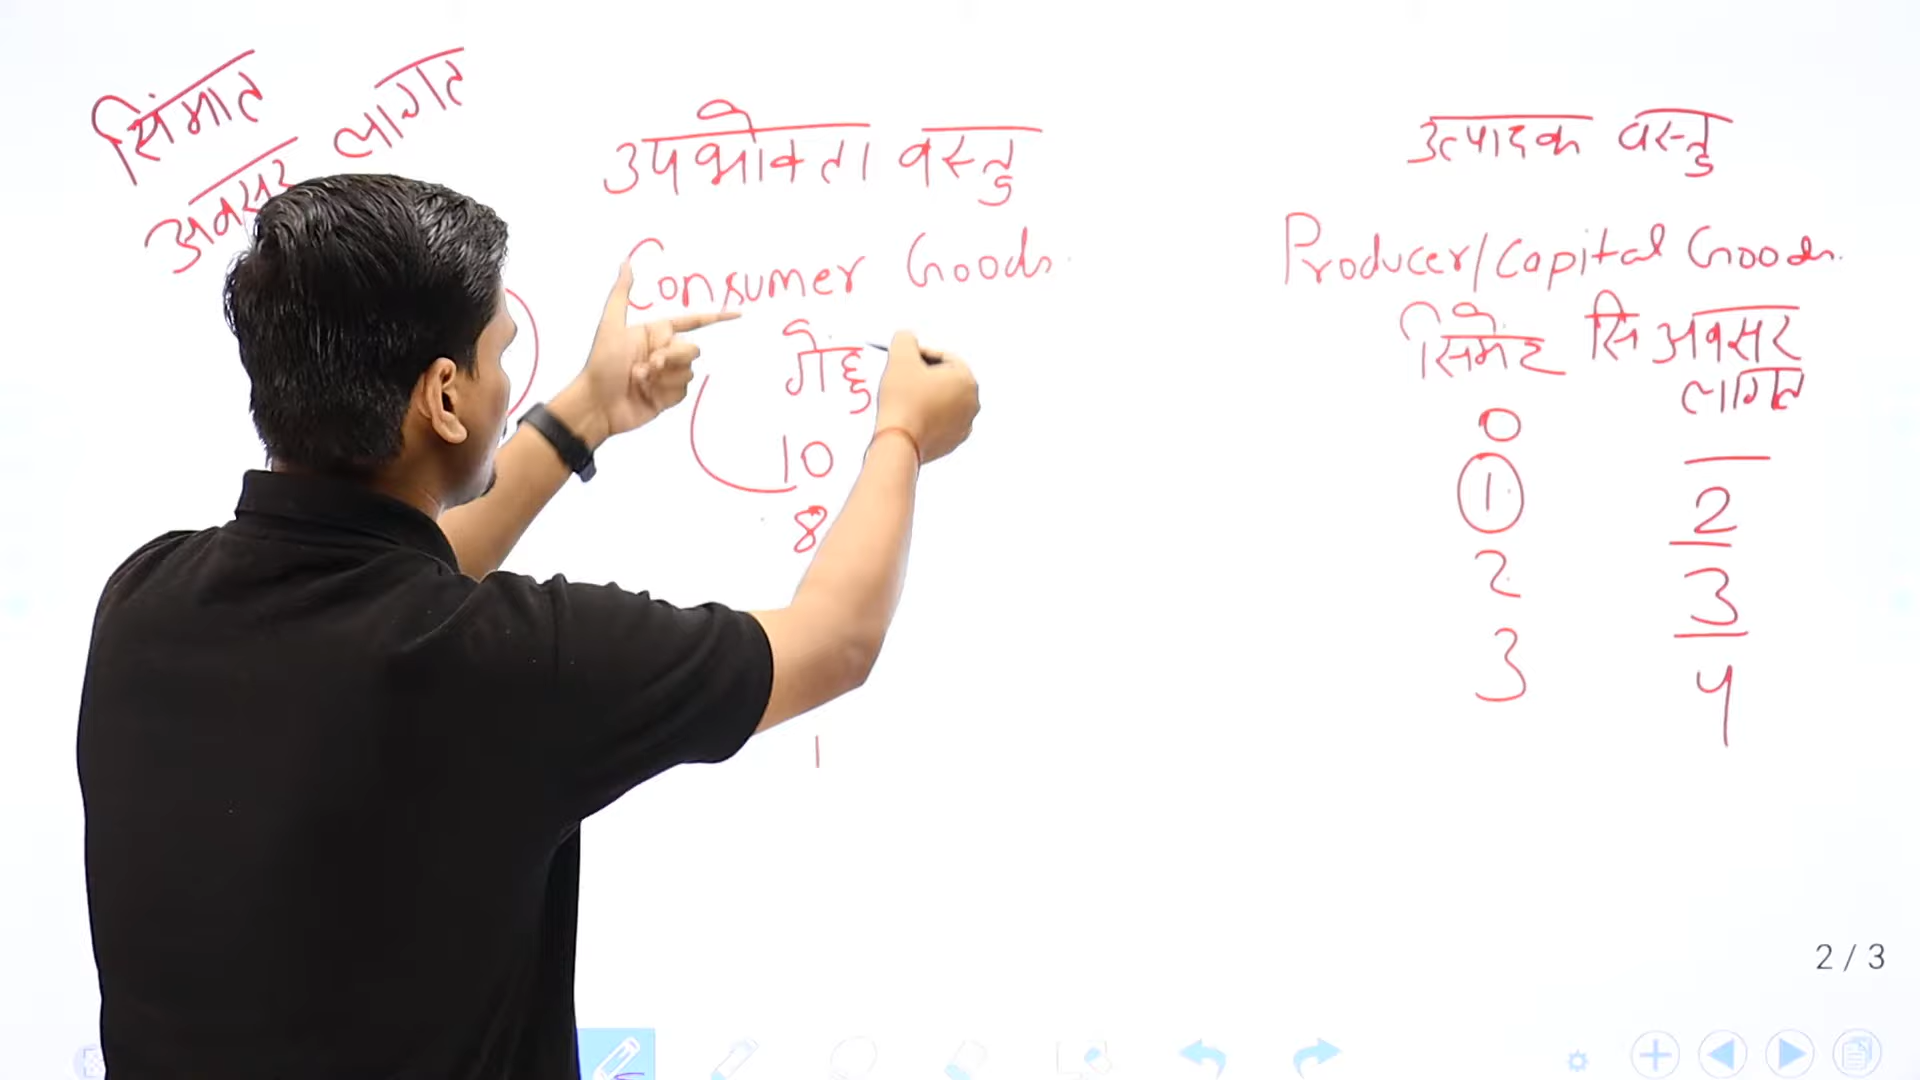 सिंमात
अवसर लागत
उपभोक्ता वस्तु
Consumer Goods
गेहू
10
8
1
उत्पादक वस्तु
Producer/Capital Goods
सिमेंट सि अवसर
लागत
0 —
1 2
2 3
3 4
2 / 3